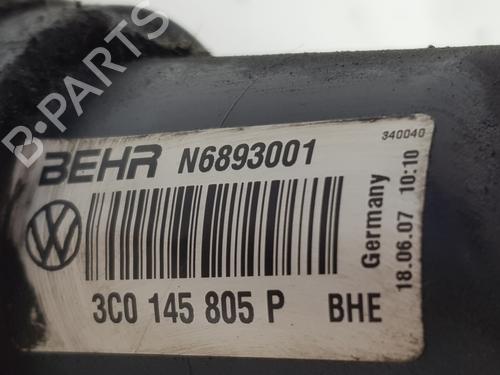 B-PARTS
340040
BEHR N6893001
Germany
18.06.07 10:10
3C0 145 805 P BHE